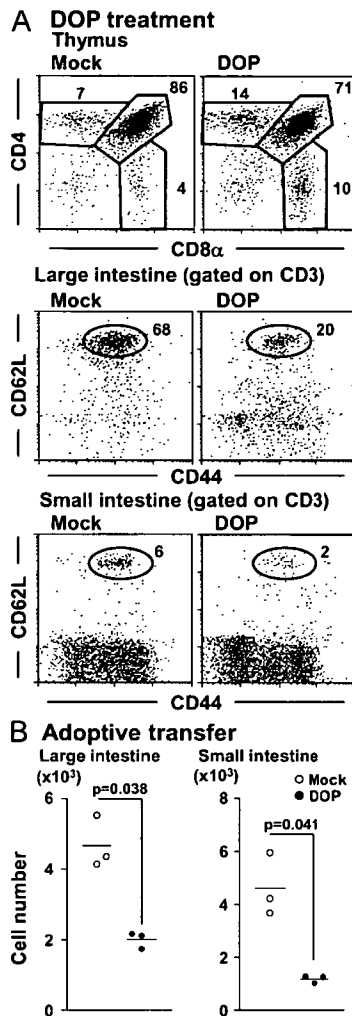 A DOP treatment
Thymus
Mock DOP
7 86 14 71
4 10
CD4
CD8α
Large intestine (gated on CD3)
Mock DOP
68 20
CD62L
CD44
Small intestine (gated on CD3)
Mock DOP
6 2
CD62L
CD44
B Adoptive transfer
Large intestine Small intestine
(x10³) (x10³) ○ Mock
● DOP
p=0.038 p=0.041
Cell number
6 8
4 6
2 4
0 2
0